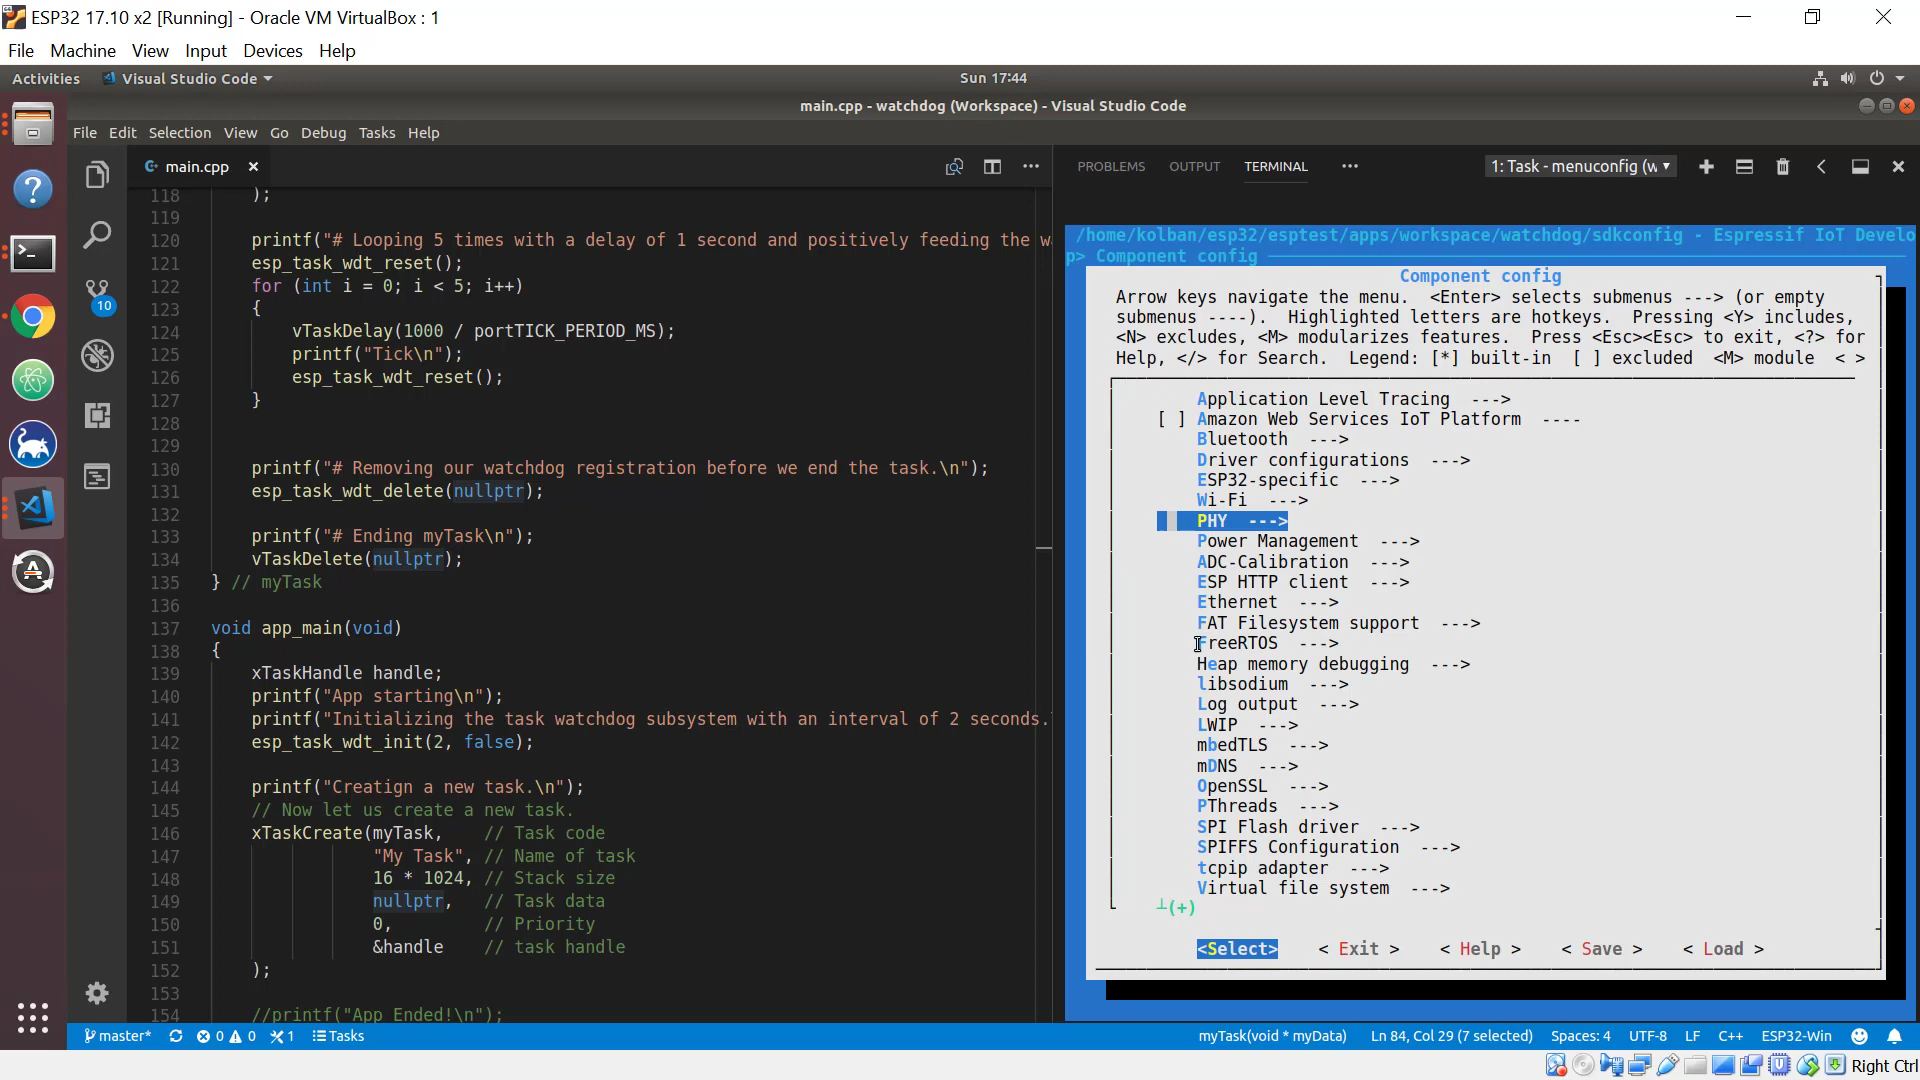 ESP32 17.10 x2 [Running] - Oracle VM VirtualBox : 1
File Machine View Input Devices Help
Activities Visual Studio Code Sun 17:44
main.cpp - watchdog (Workspace) - Visual Studio Code
File Edit Selection View Go Debug Tasks Help
main.cpp
118 );
119
120 printf("# Looping 5 times with a delay of 1 second and positively feeding the w
121 esp_task_wdt_reset();
122 for (int i = 0; i < 5; i++)
123 {
124 vTaskDelay(1000 / portTICK_PERIOD_MS);
125 printf("Tick\n");
126 esp_task_wdt_reset();
127 }
128
129
130 printf("# Removing our watchdog registration before we end the task.\n");
131 esp_task_wdt_delete(nullptr);
132
133 printf("# Ending myTask\n");
134 vTaskDelete(nullptr);
135 } // myTask
136
137 void app_main(void)
138 {
139 xTaskHandle handle;
140 printf("App starting\n");
141 printf("Initializing the task watchdog subsystem with an interval of 2 seconds.
142 esp_task_wdt_init(2, false);
143
144 printf("Creatign a new task.\n");
145 // Now let us create a new task.
146 xTaskCreate(myTask, // Task code
147 "My Task", // Name of task
148 16 * 1024, // Stack size
149 nullptr, // Task data
150 0, // Priority
151 &handle // task handle
152 );
153
154 //printf("App Ended!\n");
PROBLEMS OUTPUT TERMINAL ••• 1: Task - menuconfig (w
/home/kolban/esp32/esptest/apps/workspace/watchdog/sdkconfig - Espressif IoT Develo
p> Component config
Component config
Arrow keys navigate the menu. <Enter> selects submenus ---> (or empty
submenus ----). Highlighted letters are hotkeys. Pressing <Y> includes,
<N> excludes, <M> modularizes features. Press <Esc><Esc> to exit, <?> for
Help, </> for Search. Legend: [*] built-in [ ] excluded <M> module < >
Application Level Tracing --->
[ ] Amazon Web Services IoT Platform ----
Bluetooth --->
Driver configurations --->
ESP32-specific --->
Wi-Fi --->
PHY --->
Power Management --->
ADC-Calibration --->
ESP HTTP client --->
Ethernet --->
FAT Filesystem support --->
FreeRTOS --->
Heap memory debugging --->
libsodium --->
Log output --->
LWIP --->
mbedTLS --->
mDNS --->
OpenSSL --->
PThreads --->
SPI Flash driver --->
SPIFFS Configuration --->
tcpip adapter --->
Virtual file system --->
┴(+)
<Select> < Exit > < Help > < Save > < Load >
10
master* 0 0 1 Tasks myTask(void * myData) Ln 84, Col 29 (7 selected) Spaces: 4 UTF-8 LF C++ ESP32-Win
Right Ctrl